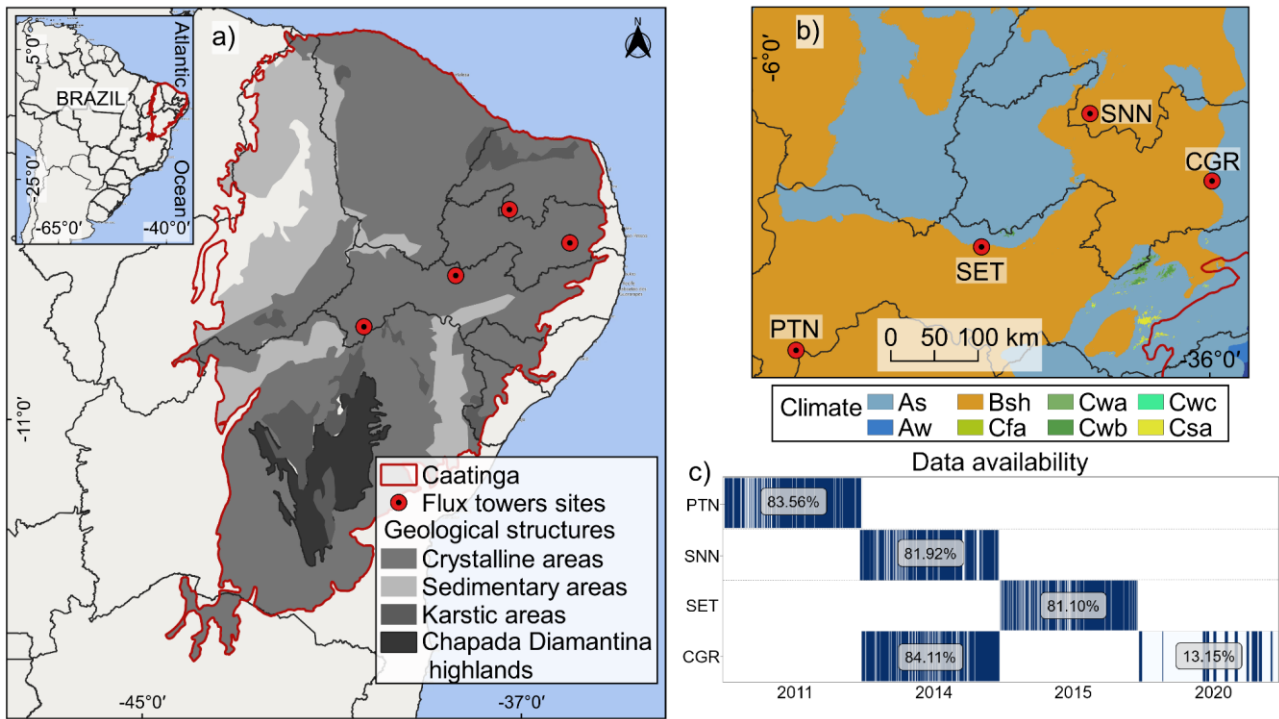 a)
N
5°0′
-25°0′
-65°0′
-40°0′
BRAZIL
Atlantic
Ocean
-11°0′
-45°0′
-37°0′
Caatinga
Flux towers sites
Geological structures
Crystalline areas
Sedimentary areas
Karstic areas
Chapada Diamantina
highlands
b)
-6°0′
SNN
CGR
SET
PTN
0 50 100 km
-36°0′
Climate
As Bsh Cwa Cwc
Aw Cfa Cwb Csa
c)
Data availability
PTN
83.56%
SNN
81.92%
SET
81.10%
CGR
84.11%
13.15%
2011 2014 2015 2020